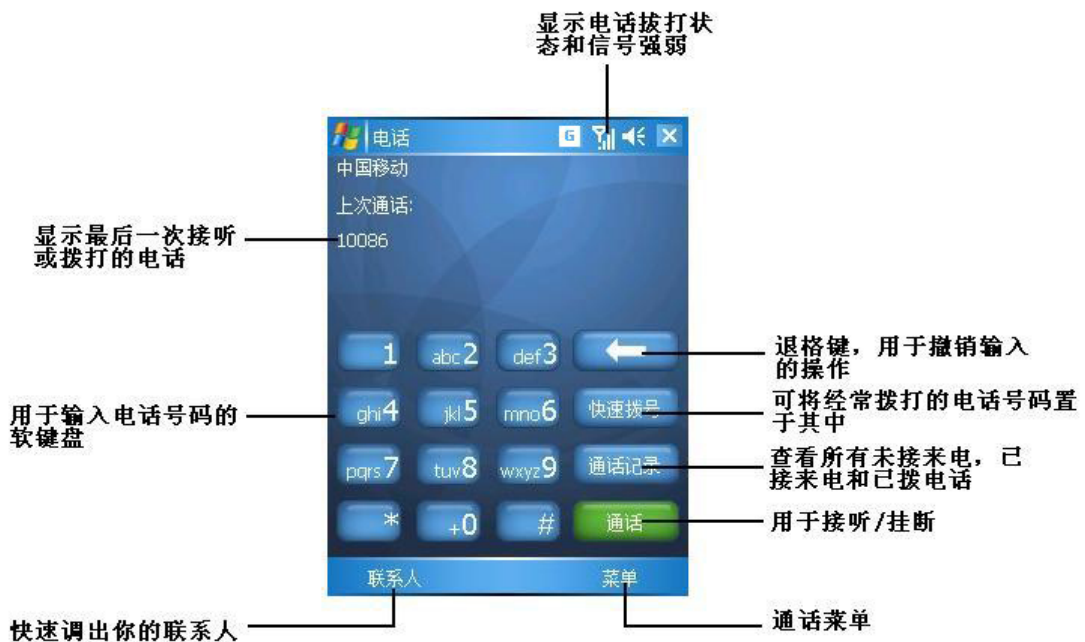 显示电话拨打状
态和信号强弱
电话
G
中国移动
上次通话:
10086
显示最后一次接听
或拨打的电话
1
abc2
def3
退格键，用于撤销输入
的操作
ghi4
jkl5
mno6
快速拨号
用于输入电话号码的
软键盘
可将经常拨打的电话号码置
于其中
pqrs7
tuv8
wxyz9
通话记录
查看所有未接来电，已
接来电和已拨电话
*
+0
#
通话
用于接听/挂断
联系人
菜单
快速调出你的联系人
通话菜单